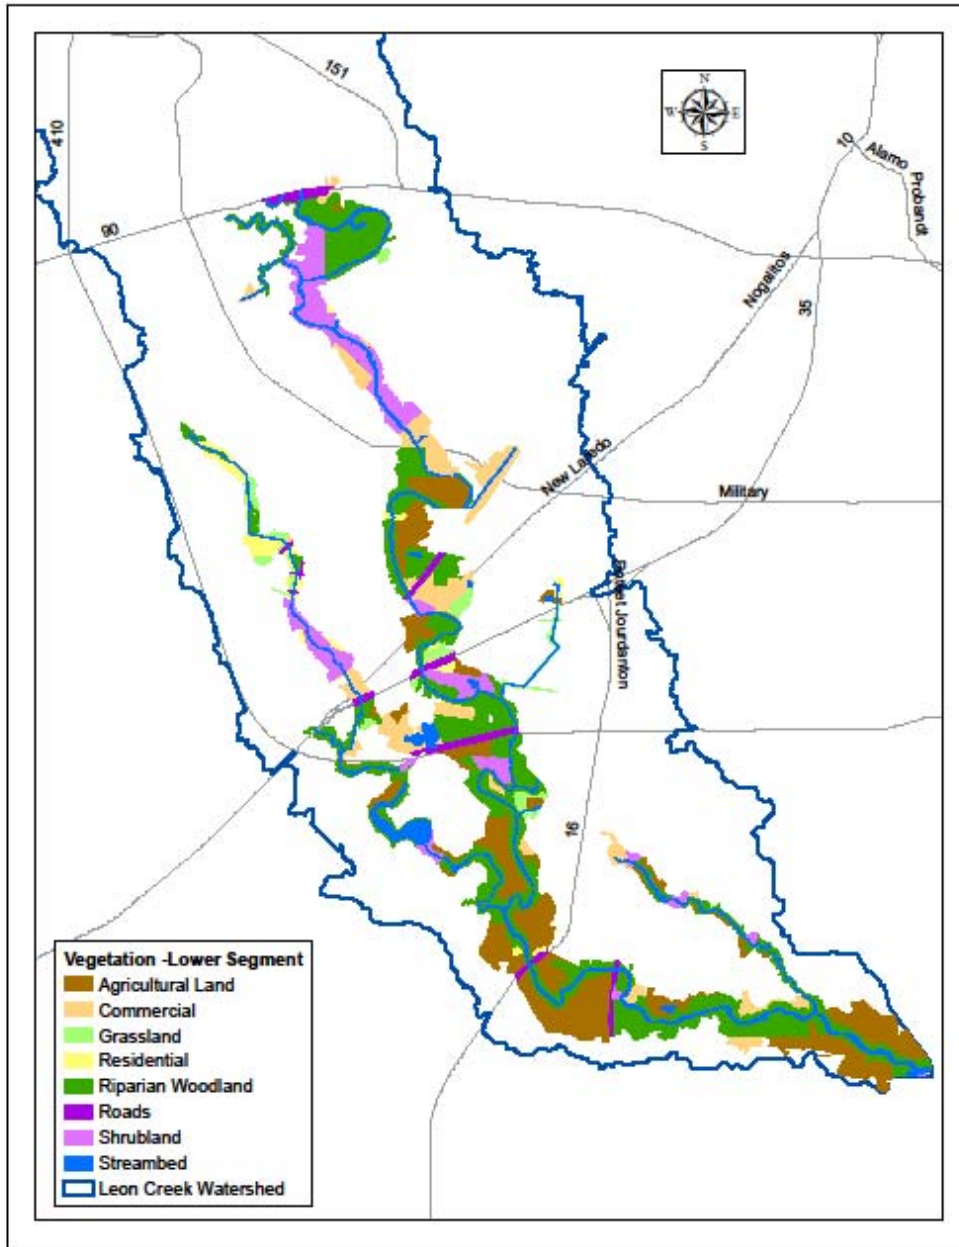 151
N
W E
S
410
10
Alamo
Probandt
90
Nogalitos
35
New Laredo
Military
Somset Jourdanton
16
Vegetation -Lower Segment
Agricultural Land
Commercial
Grassland
Residential
Riparian Woodland
Roads
Shrubland
Streambed
Leon Creek Watershed